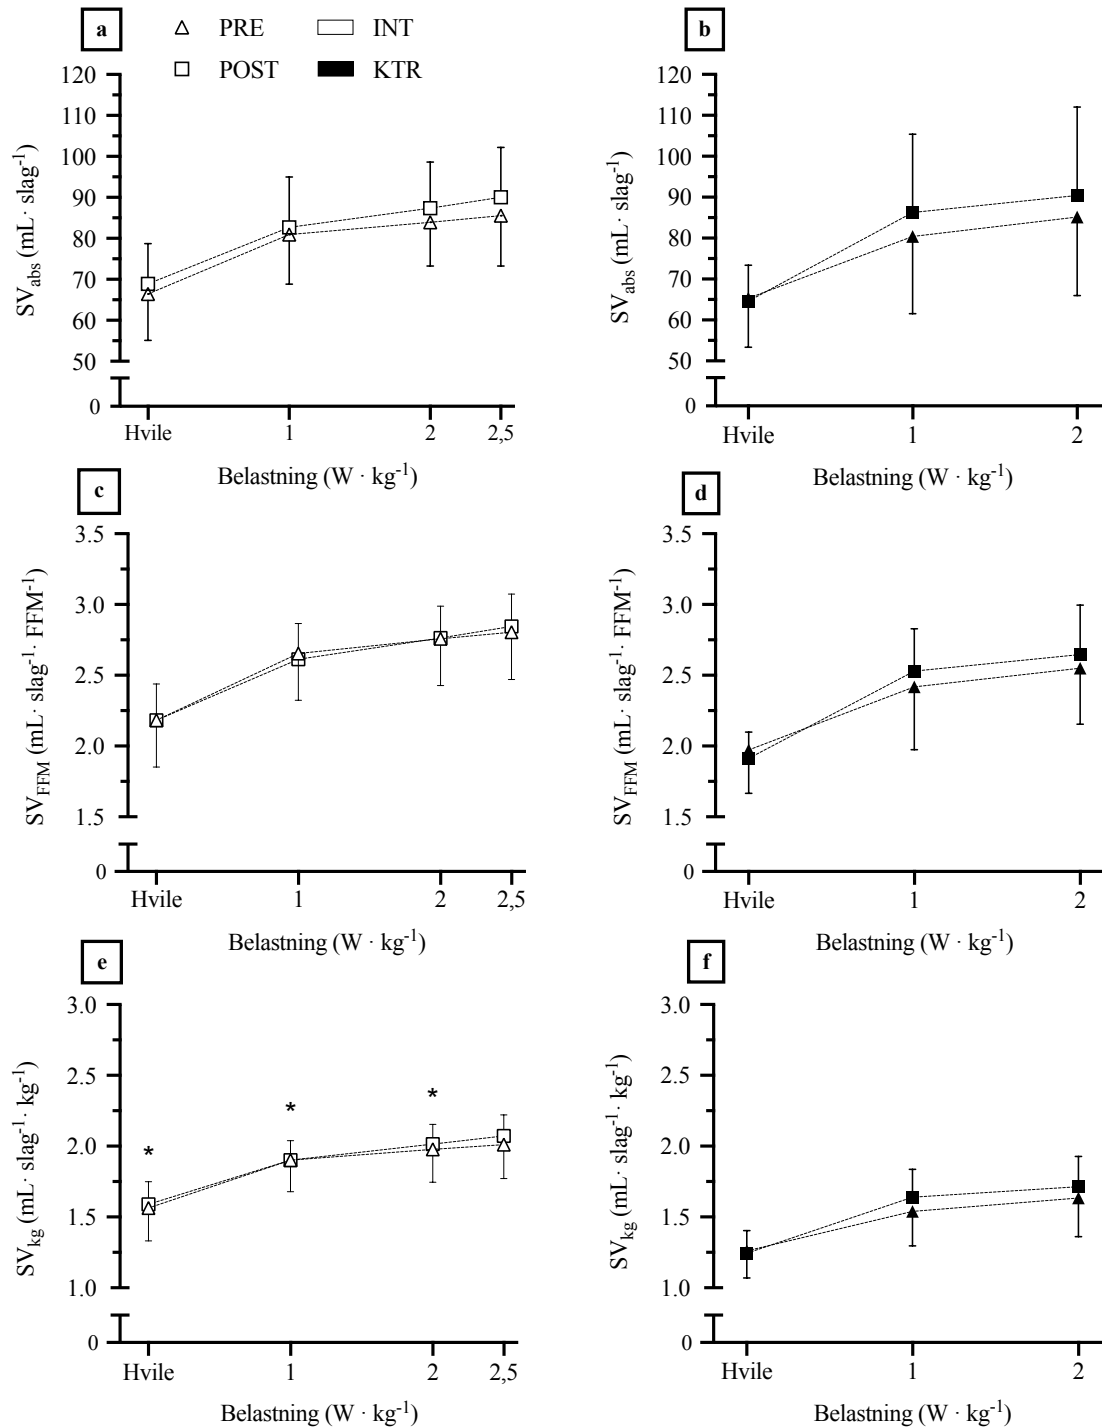 a
PRE
INT
POST
KTR
b
120
110
100
90
80
70
60
50
0
SV_abs (mL· slag⁻¹)
Hvile 1 2 2,5
Belastning (W · kg⁻¹)
120
110
100
90
80
70
60
50
0
SV_abs (mL· slag⁻¹)
Hvile 1 2
Belastning (W · kg⁻¹)
c
3.5
3.0
2.5
2.0
1.5
0
SV_FFM (mL· slag⁻¹· FFM⁻¹)
Hvile 1 2 2,5
Belastning (W · kg⁻¹)
d
3.5
3.0
2.5
2.0
1.5
0
SV_FFM (mL· slag⁻¹· FFM⁻¹)
Hvile 1 2
Belastning (W · kg⁻¹)
e
3.0
2.5
2.0
1.5
1.0
0
SV_kg (mL· slag⁻¹· kg⁻¹)
* * *
Hvile 1 2 2,5
Belastning (W · kg⁻¹)
f
3.0
2.5
2.0
1.5
1.0
0
SV_kg (mL· slag⁻¹· kg⁻¹)
Hvile 1 2
Belastning (W · kg⁻¹)